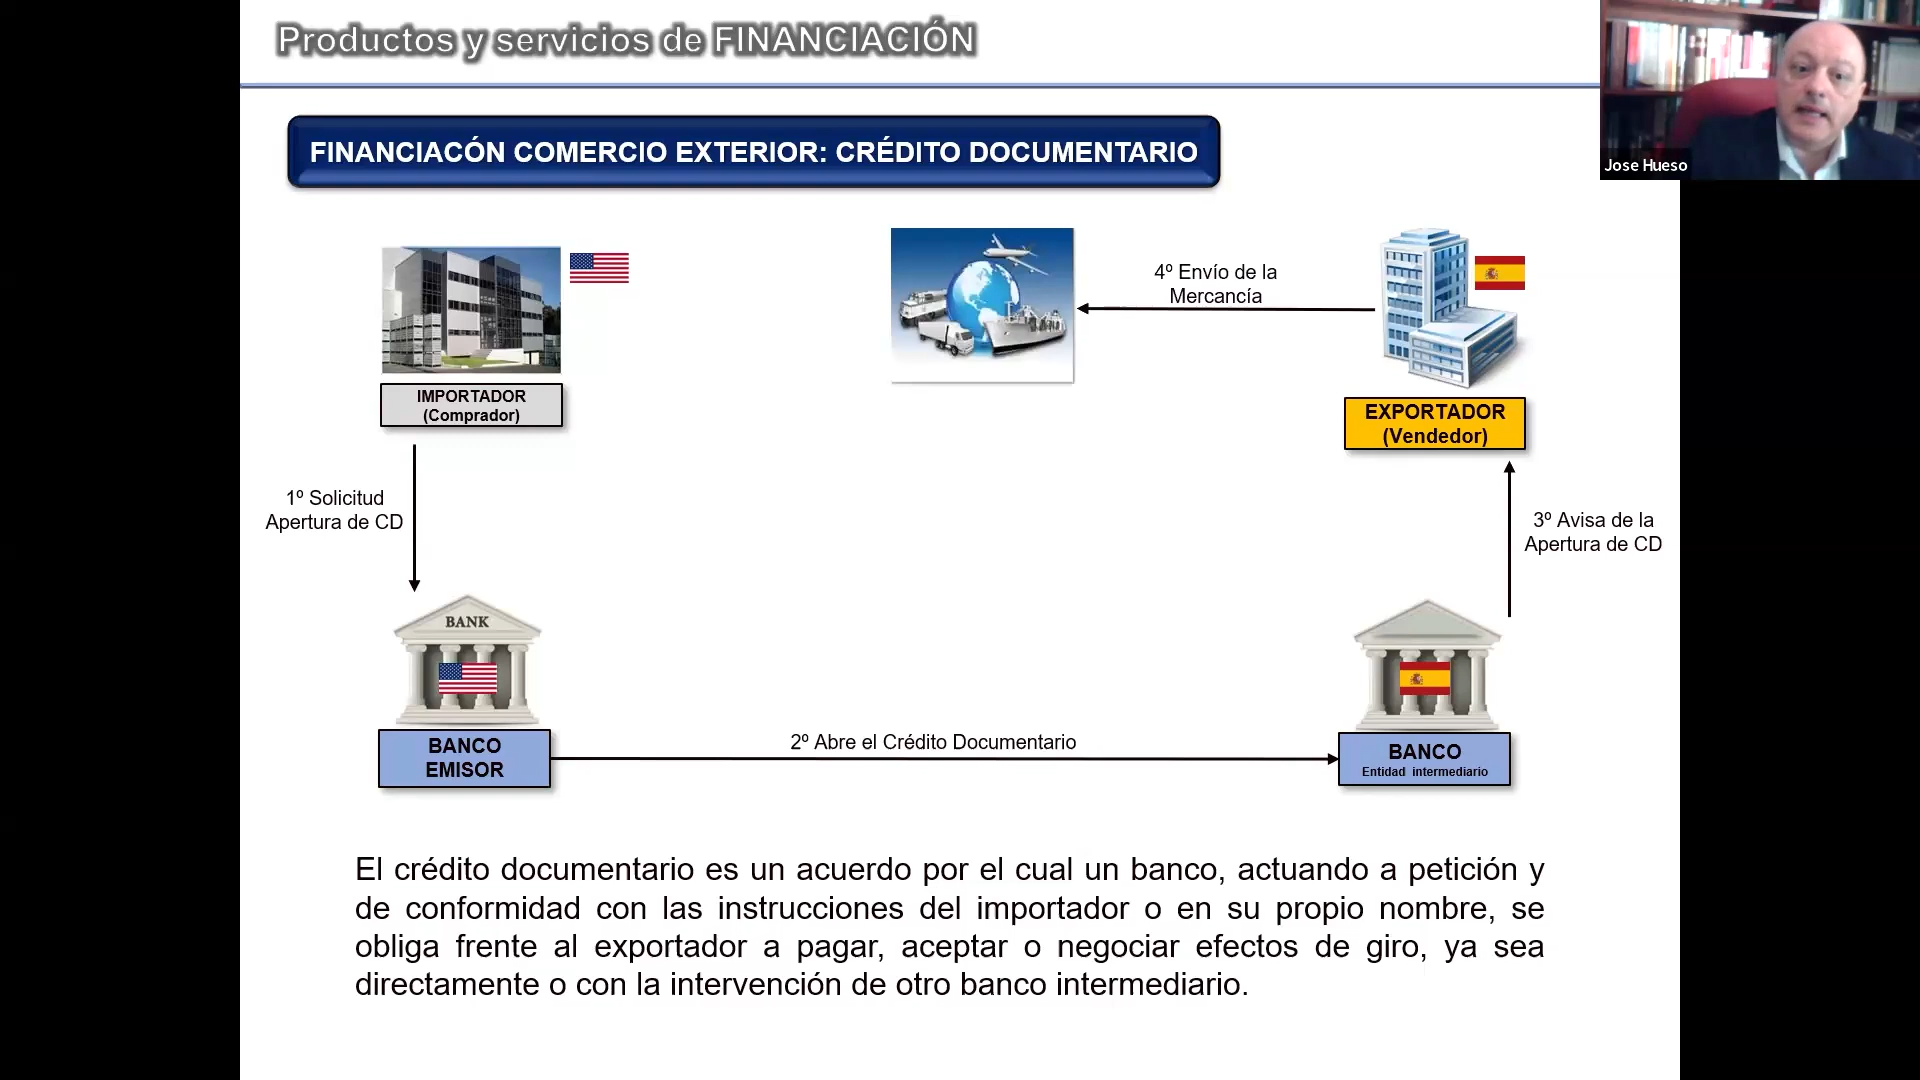 Productos y servicios de FINANCIACIÓN
Jose Hueso
FINANCIACÓN COMERCIO EXTERIOR: CRÉDITO DOCUMENTARIO
4º Envío de la
Mercancía
IMPORTADOR
(Comprador)
EXPORTADOR
(Vendedor)
1º Solicitud
Apertura de CD
3º Avisa de la
Apertura de CD
BANK
BANCO
EMISOR
2º Abre el Crédito Documentario
BANCO
Entidad intermediario
El crédito documentario es un acuerdo por el cual un banco, actuando a petición y
de conformidad con las instrucciones del importador o en su propio nombre, se
obliga frente al exportador a pagar, aceptar o negociar efectos de giro, ya sea
directamente o con la intervención de otro banco intermediario.